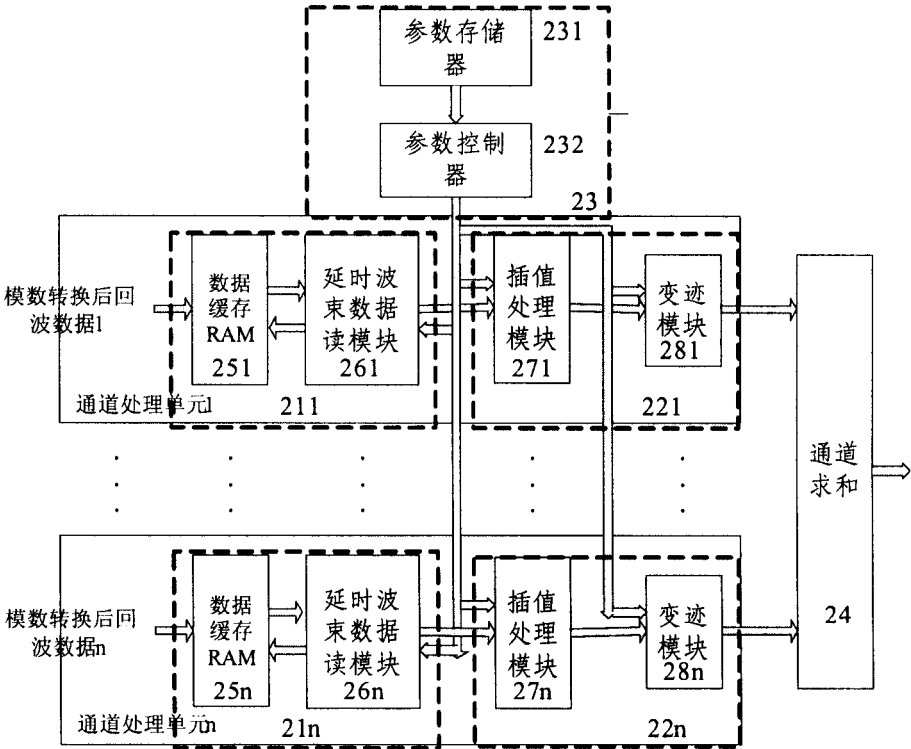 参数存储
器
231
参数控制
器
232
23
模数转换后回
波数据1
数据
缓存
RAM
251
延时波
束数据
读模块
261
插值
处理
模块
271
变迹
模块
281
通道处理单元1
211
221
通道
求和
24
模数转换后回
波数据n
数据
缓存
RAM
25n
延时波
束数据
读模块
26n
插值
处理
模块
27n
变迹
模块
28n
通道处理单元n
21n
22n